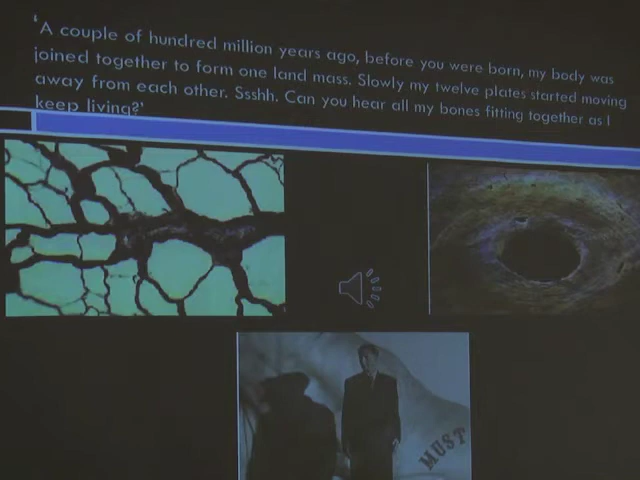 ‘A couple of hundred million years ago, before you were born, my body was
joined together to form one land mass. Slowly my twelve plates started moving
away from each other. Sssshh. Can you hear all my bones fitting together as I
keep living?’
MUST